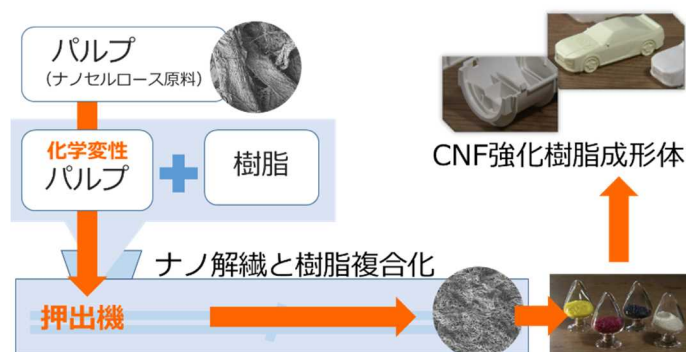 パルプ
（ナノセルロース原料）
化学変性
パルプ
樹脂
ナノ解繊と樹脂複合化
押出機
CNF強化樹脂成形体